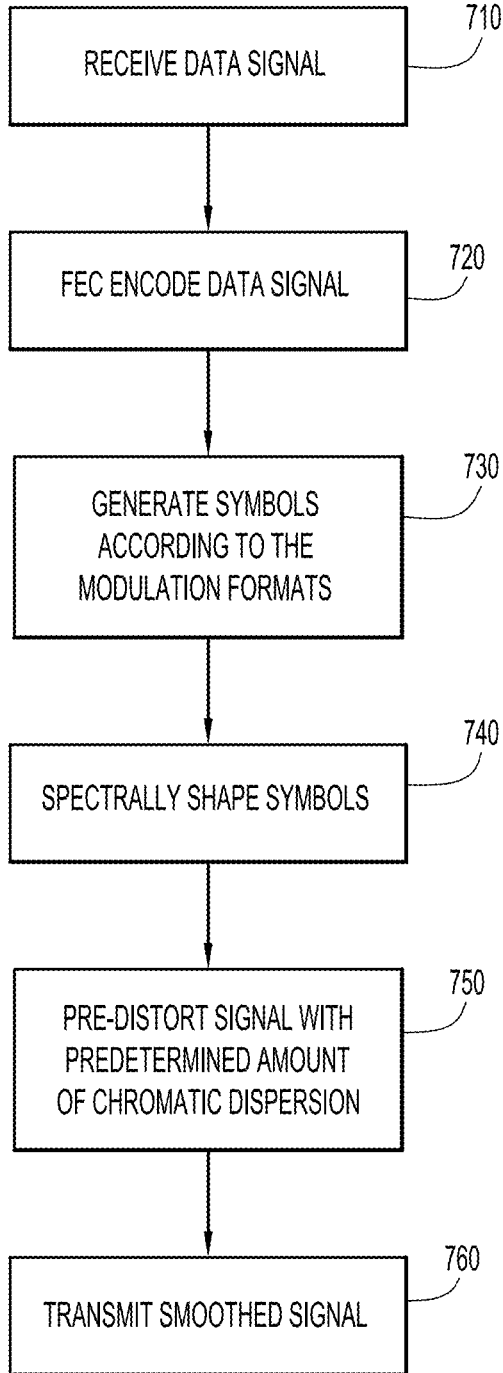 710
RECEIVE DATA SIGNAL
720
FEC ENCODE DATA SIGNAL
730
GENERATE SYMBOLS
ACCORDING TO THE
MODULATION FORMATS
740
SPECTRALLY SHAPE SYMBOLS
750
PRE-DISTORT SIGNAL WITH
PREDETERMINED AMOUNT
OF CHROMATIC DISPERSION
760
TRANSMIT SMOOTHED SIGNAL